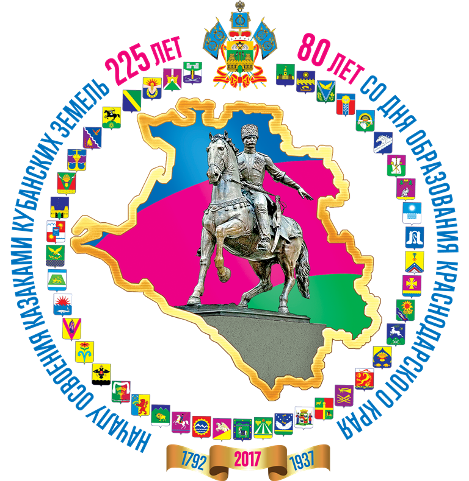 225 ЛЕТ
НАЧАЛУ ОСВОЕНИЯ КАЗАКАМИ КУБАНСКИХ ЗЕМЕЛЬ
80 ЛЕТ
СО ДНЯ ОБРАЗОВАНИЯ КРАСНОДАРСКОГО КРАЯ
1792 2017 1937